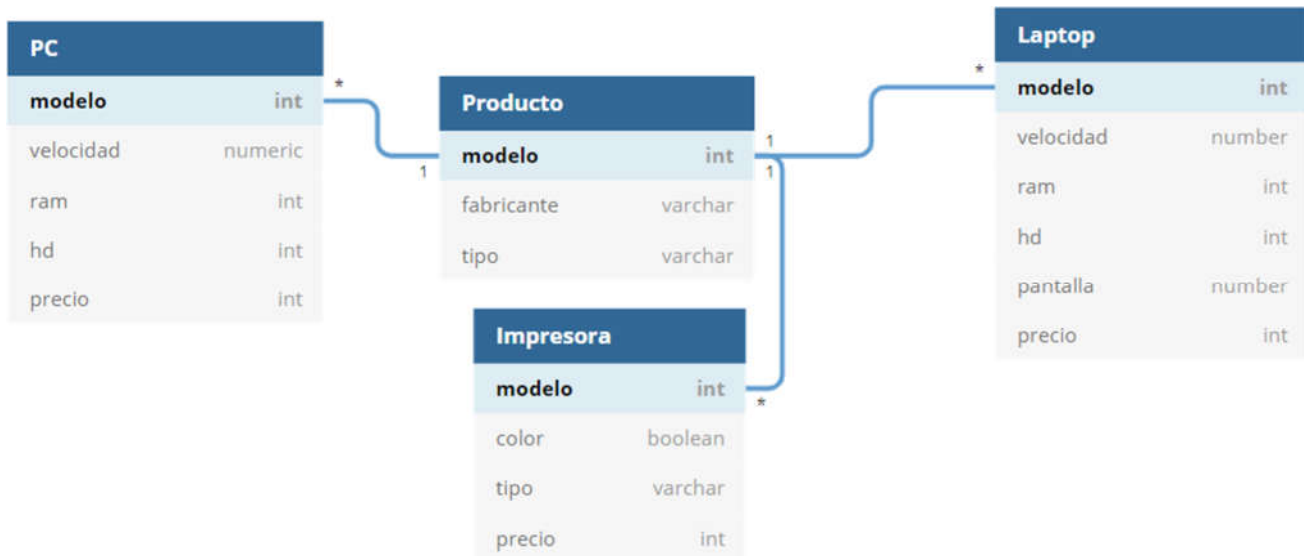 PC
modelo int
velocidad numeric
ram int
hd int
precio int
*
1
Producto
modelo int
fabricante varchar
tipo varchar
1
1
Impresora
modelo int
color boolean
tipo varchar
precio int
*
*
Laptop
modelo int
velocidad number
ram int
hd int
pantalla number
precio int